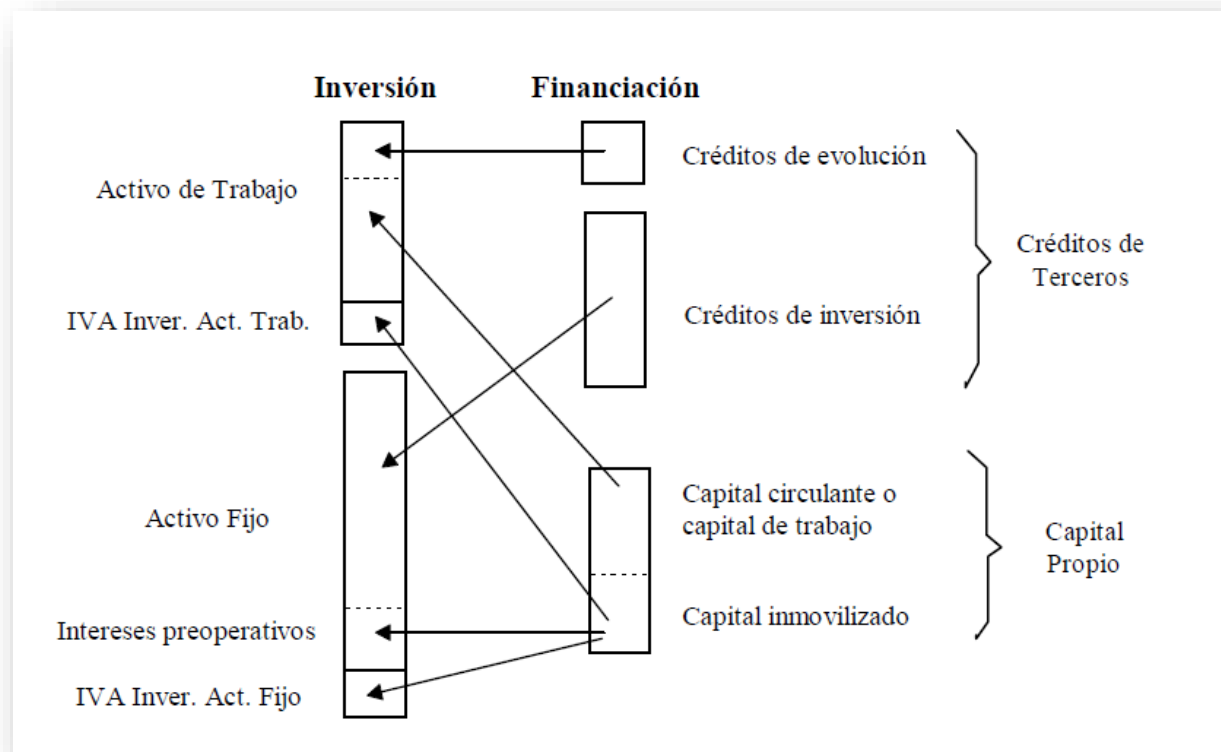 Inversión
Financiación
Activo de Trabajo
IVA Inver. Act. Trab.
Activo Fijo
Intereses preoperativos
IVA Inver. Act. Fijo
Créditos de evolución
Créditos de inversión
Créditos de
Terceros
Capital circulante o
capital de trabajo
Capital inmovilizado
Capital
Propio